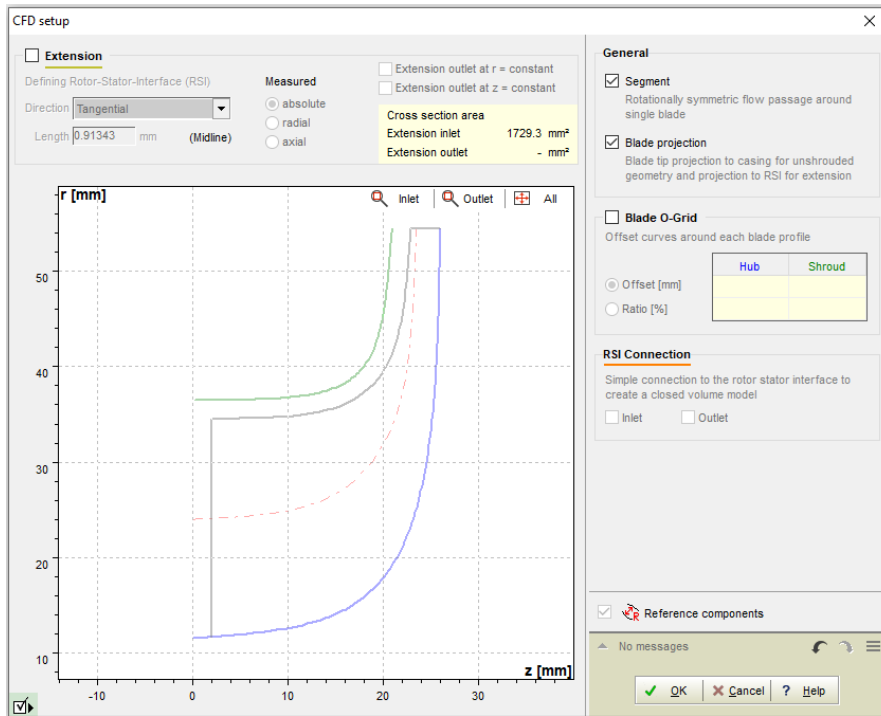 CFD setup
Extension
Defining Rotor-Stator-Interface (RSI)
Direction Tangential
Length 0.91343 mm (Midline)
Measured
absolute
radial
axial
Extension outlet at r = constant
Extension outlet at z = constant
Cross section area
Extension inlet 1729.3 mm²
Extension outlet - mm²
r [mm]
Inlet Outlet All
50
40
30
20
10
z [mm]
-10 0 10 20 30
General
Segment
Rotationally symmetric flow passage around
single blade
Blade projection
Blade tip projection to casing for unshrouded
geometry and projection to RSI for extension
Blade O-Grid
Offset curves around each blade profile
Hub Shroud
Offset [mm]
Ratio [%]
RSI Connection
Simple connection to the rotor stator interface to
create a closed volume model
Inlet Outlet
R Reference components
No messages
OK Cancel ? Help